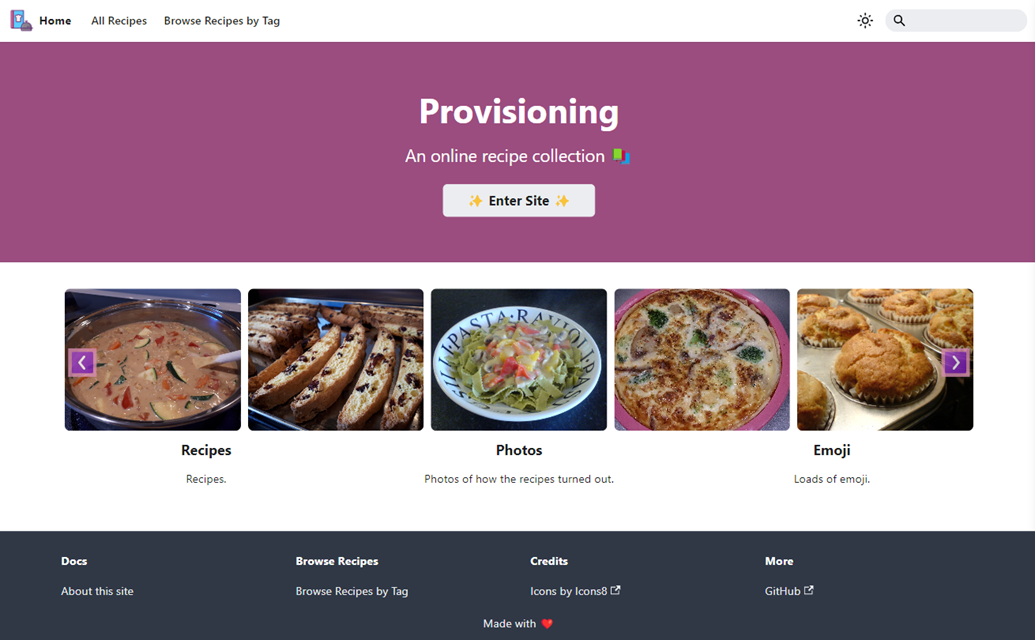 Home All Recipes Browse Recipes by Tag
Provisioning
An online recipe collection
✨ Enter Site ✨
PASTA RAVIOLI
Recipes Photos Emoji
Recipes. Photos of how the recipes turned out. Loads of emoji.
Docs Browse Recipes Credits More
About this site Browse Recipes by Tag Icons by Icons8 GitHub
Made with ❤️